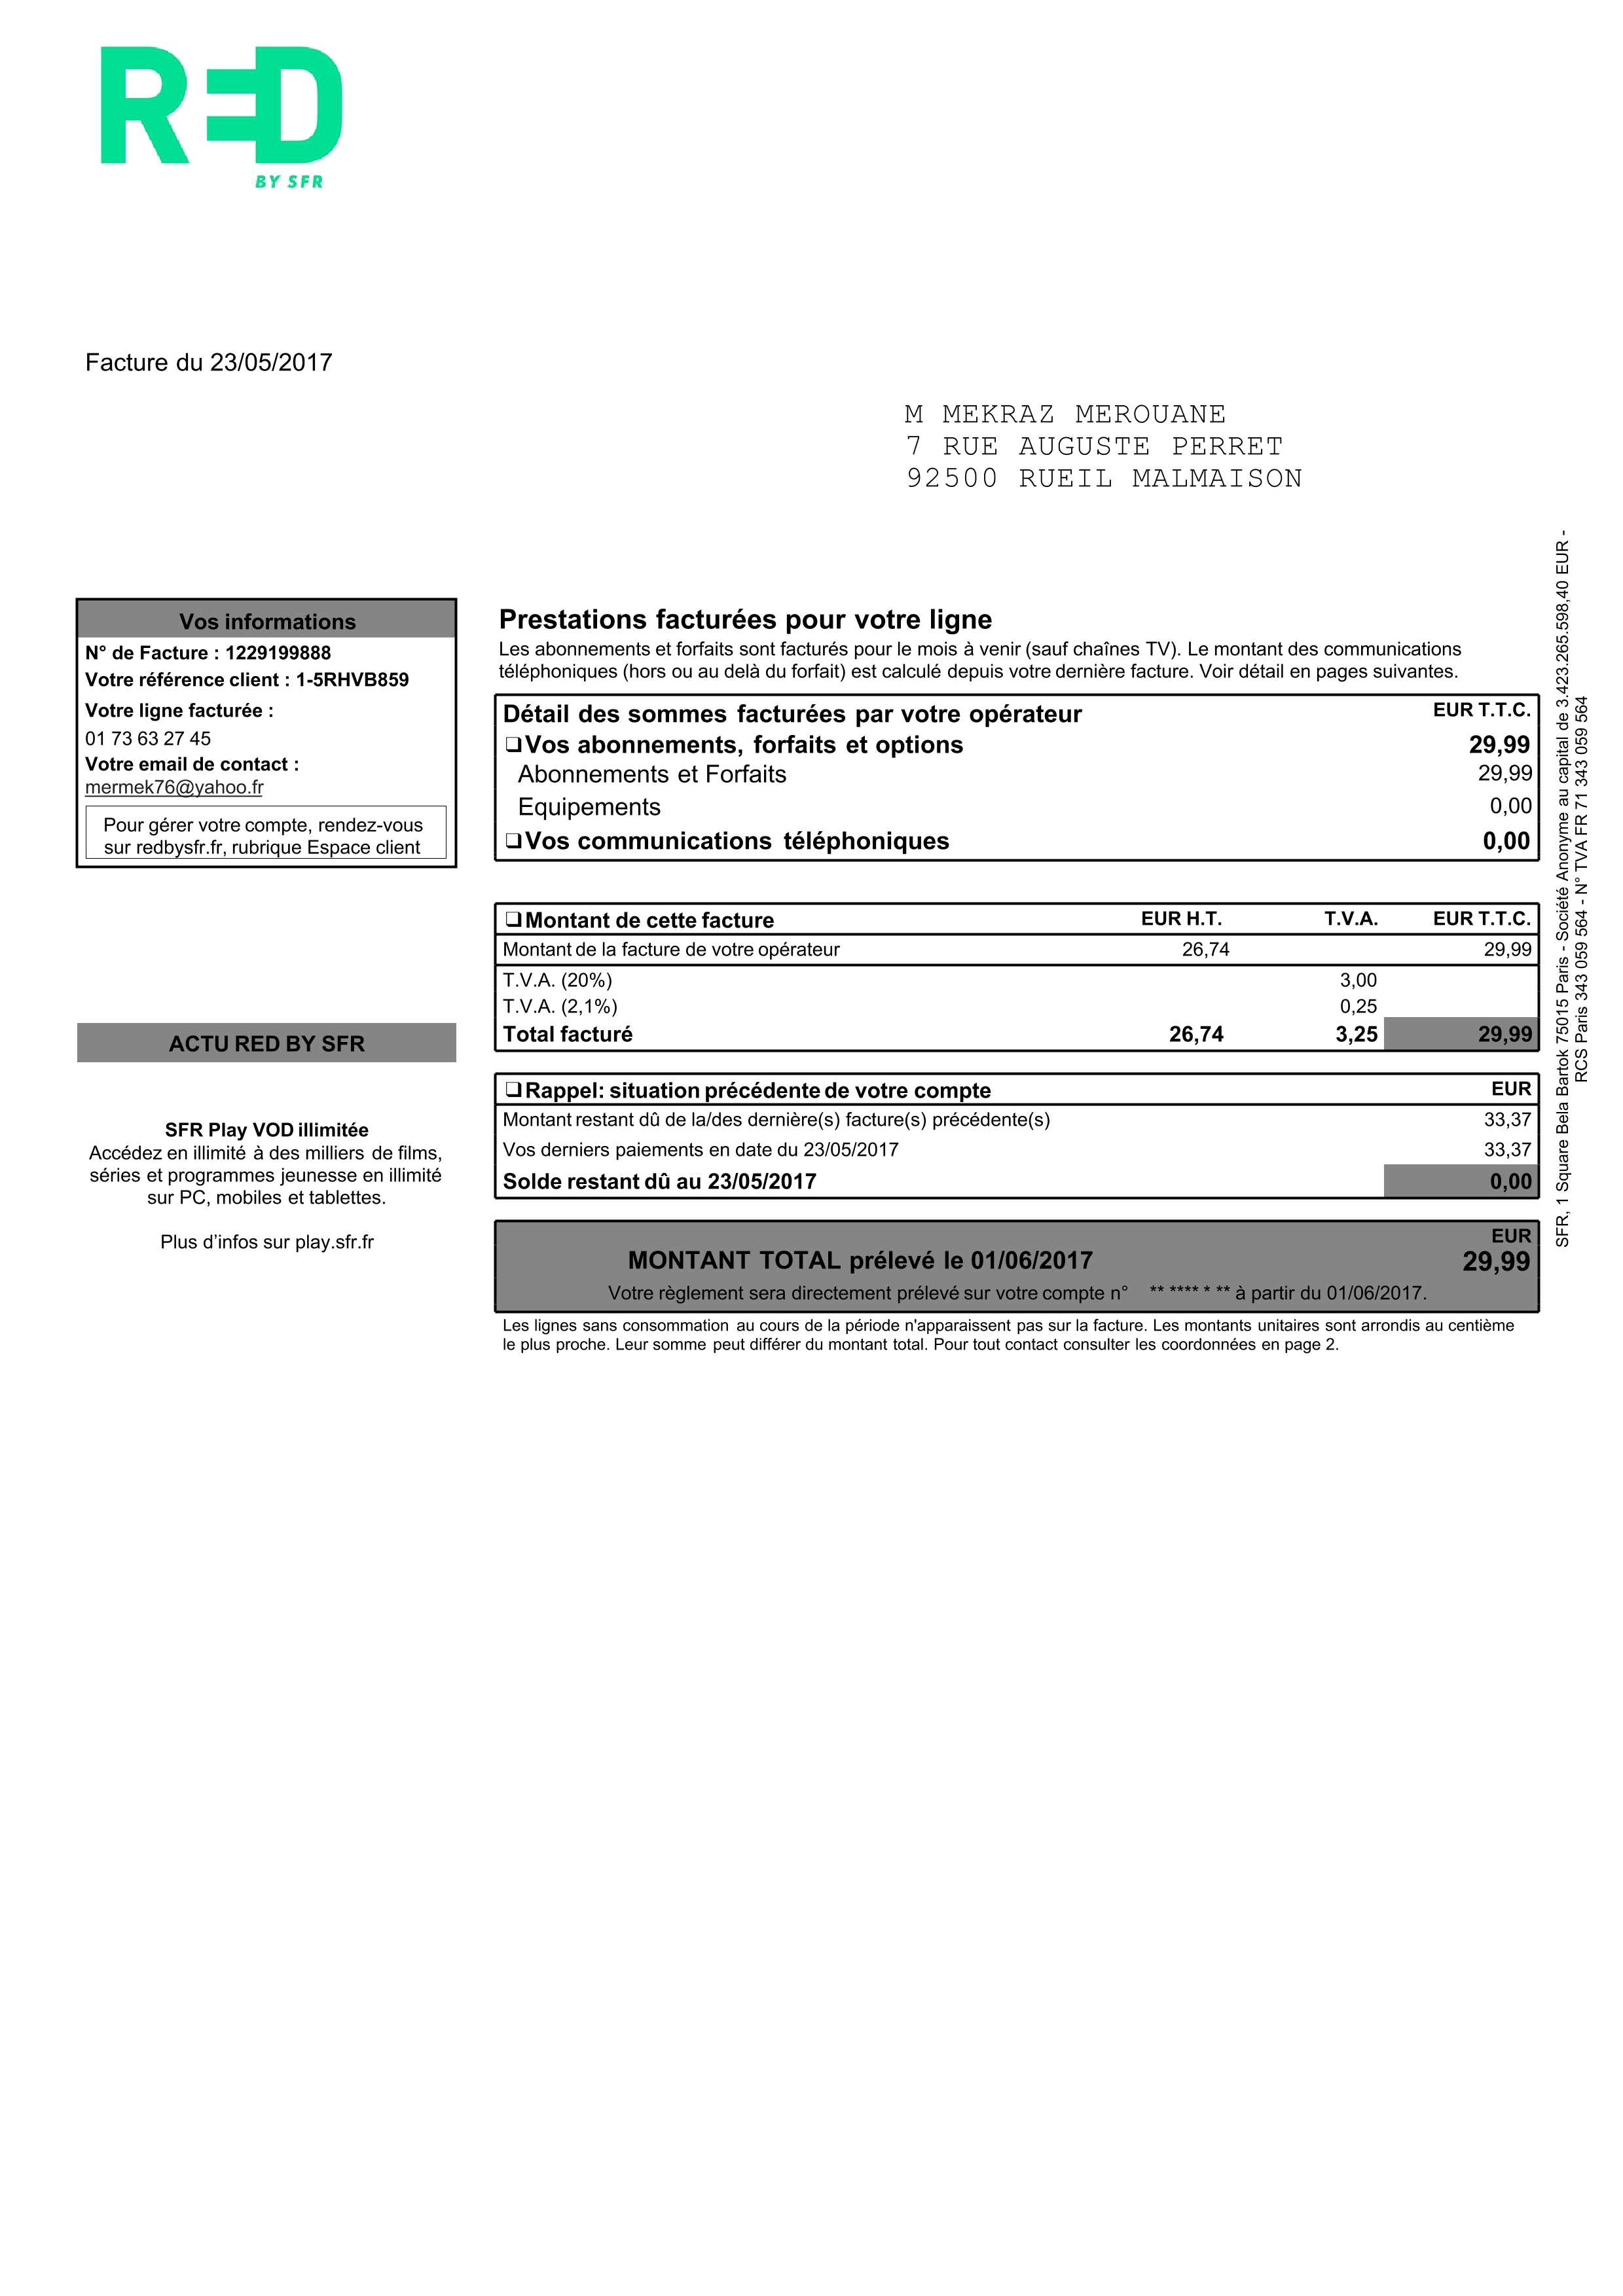 RED
BY SFR
Facture du 23/05/2017
M MEKRAZ MEROUANE
7 RUE AUGUSTE PERRET
92500 RUEIL MALMAISON
Vos informations
N° de Facture : 1229199888
Votre référence client : 1-5RHVB859
Votre ligne facturée :
01 73 63 27 45
Votre email de contact :
mermek76@yahoo.fr
Pour gérer votre compte, rendez-vous
sur redbysfr.fr, rubrique Espace client
ACTU RED BY SFR
SFR Play VOD illimitée
Accédez en illimité à des milliers de films,
séries et programmes jeunesse en illimité
sur PC, mobiles et tablettes.
Plus d'infos sur play.sfr.fr
Prestations facturées pour votre ligne
Les abonnements et forfaits sont facturés pour le mois à venir (sauf chaînes TV). Le montant des communications
téléphoniques (hors ou au delà du forfait) est calculé depuis votre dernière facture. Voir détail en pages suivantes.
Détail des sommes facturées par votre opérateur EUR T.T.C.
❑Vos abonnements, forfaits et options 29,99
Abonnements et Forfaits 29,99
Equipements 0,00
❑Vos communications téléphoniques 0,00
❑Montant de cette facture EUR H.T. T.V.A. EUR T.T.C.
Montant de la facture de votre opérateur 26,74 29,99
T.V.A. (20%) 3,00
T.V.A. (2,1%) 0,25
Total facturé 26,74 3,25 29,99
❑Rappel: situation précédente de votre compte EUR
Montant restant dû de la/des dernière(s) facture(s) précédente(s) 33,37
Vos derniers paiements en date du 23/05/2017 33,37
Solde restant dû au 23/05/2017 0,00
EUR
MONTANT TOTAL prélevé le 01/06/2017 29,99
Votre règlement sera directement prélevé sur votre compte n° ** **** * ** à partir du 01/06/2017.
Les lignes sans consommation au cours de la période n'apparaissent pas sur la facture. Les montants unitaires sont arrondis au centième
le plus proche. Leur somme peut différer du montant total. Pour tout contact consulter les coordonnées en page 2.
SFR, 1 Square Bela Bartok 75015 Paris - Société Anonyme au capital de 3.423.265.598,40 EUR -
RCS Paris 343 059 564 - N° TVA FR 71 343 059 564